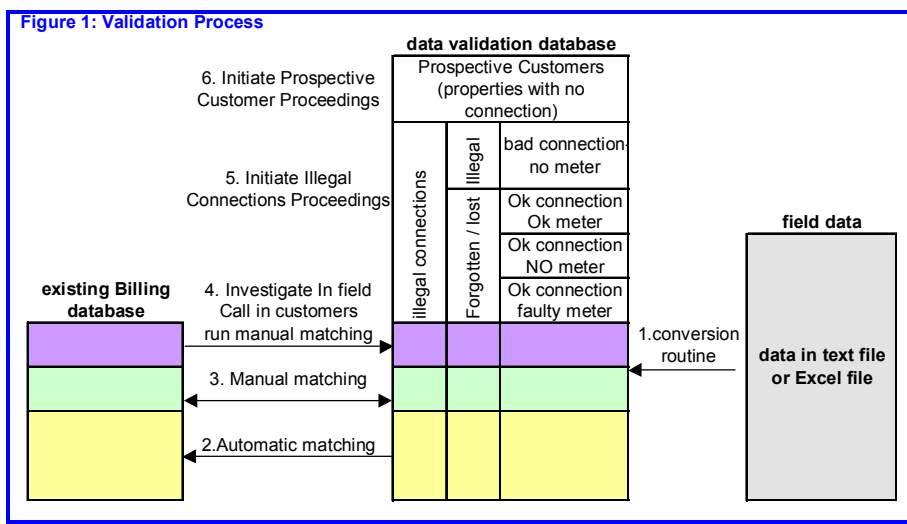 Figure 1: Validation Process
data validation database
6. Initiate Prospective
Customer Proceedings
Prospective Customers
(properties with no
connection)
5. Initiate Illegal
Connections Proceedings
illegal connections
Illegal
Forgotten / lost
bad connection-
no meter
Ok connection
Ok meter
Ok connection
NO meter
Ok connection
faulty meter
field data
existing Billing
database
4. Investigate In field
Call in customers
run manual matching
1.conversion
routine
data in text file
or Excel file
3. Manual matching
2.Automatic matching